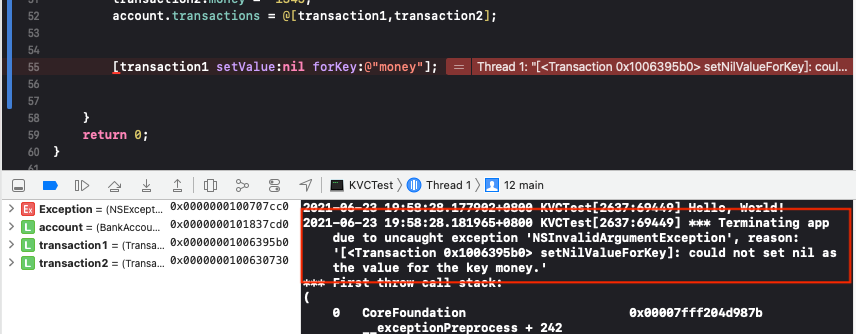 52 account.transactions = @[transaction1,transaction2];
53
54
55 [transaction1 setValue:nil forKey:@"money"]; = Thread 1: "[<Transaction 0x1006395b0> setNilValueForKey]: coul...
56
57
58 }
59 return 0;
60 }
KVCTest 〉 Thread 1 〉 12 main
Exception = (NSExcept... 0x0000000100707cc0
account = (BankAccou... 0x0000000101837cd0
transaction1 = (Transa... 0x00000001006395b0
transaction2 = (Transa... 0x0000000100630730
2021-06-23 19:58:28.177902+0800 KVCTest[2637:69449] Hello, World!
2021-06-23 19:58:28.181965+0800 KVCTest[2637:69449] *** Terminating app
due to uncaught exception 'NSInvalidArgumentException', reason:
'[<Transaction 0x1006395b0> setNilValueForKey]: could not set nil as
the value for the key money.'
*** First throw call stack:
(
0 CoreFoundation 0x00007fff204d987b
__exceptionPreprocess + 242